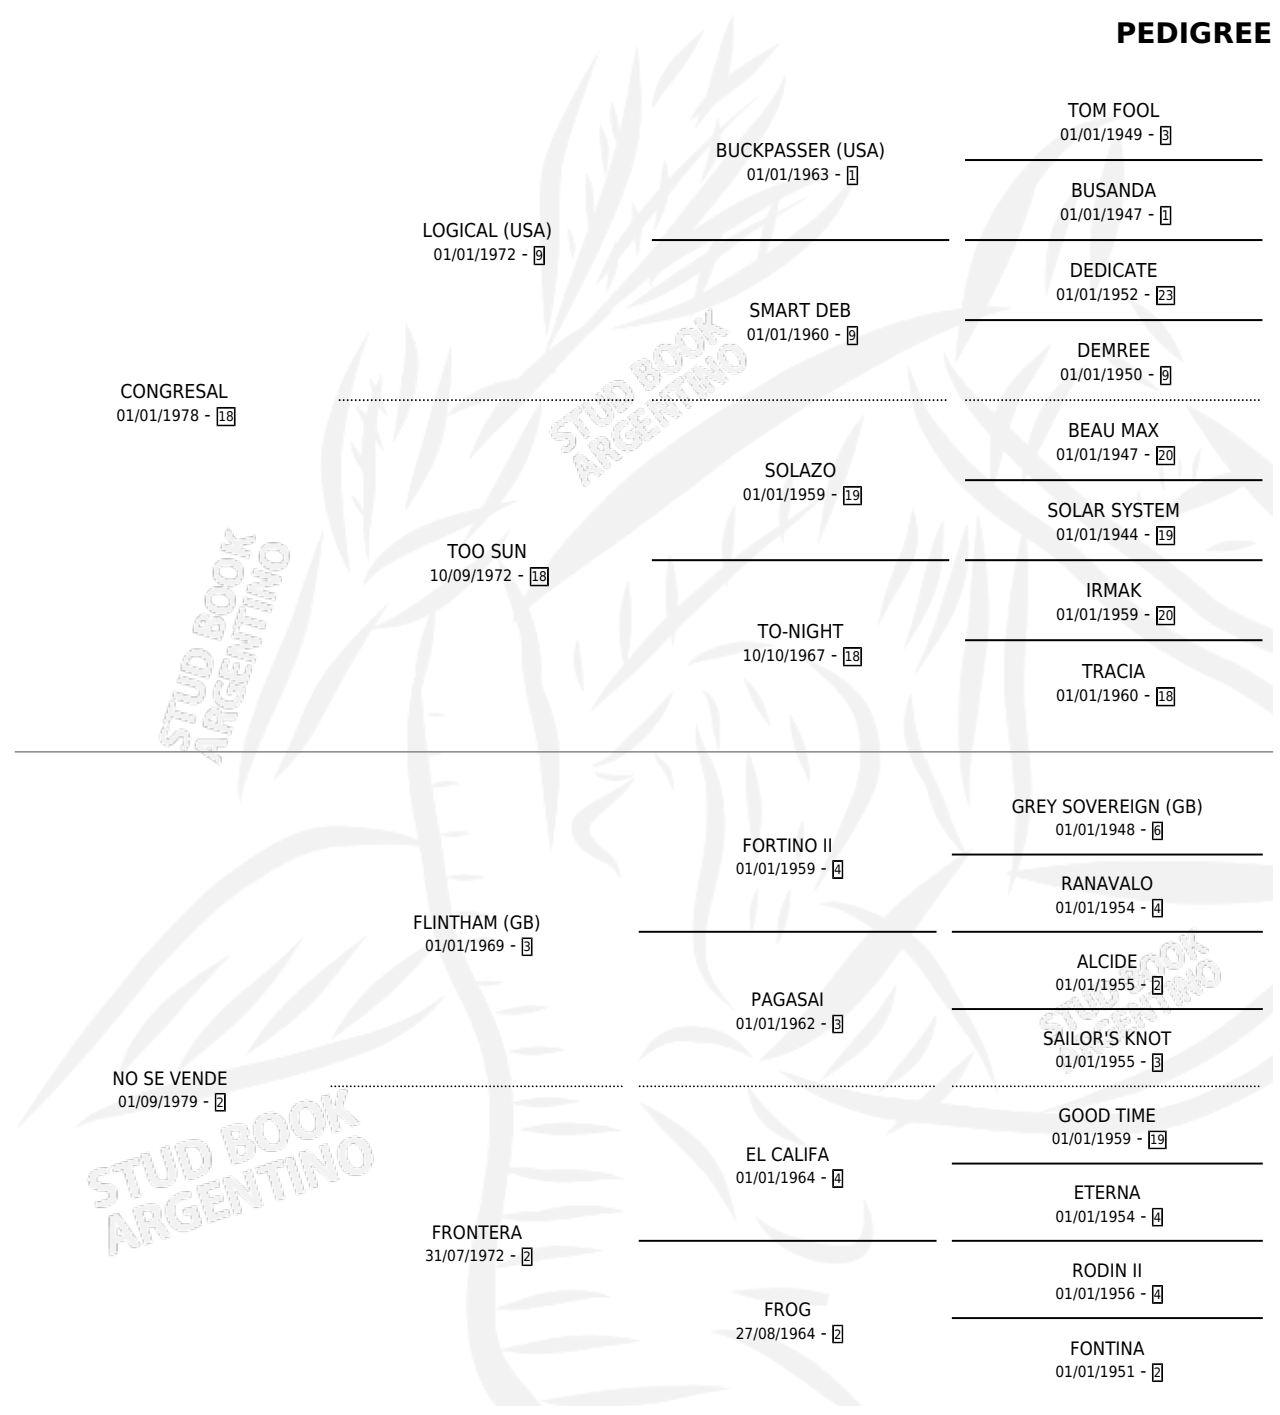 PEDIGREE
TOM FOOL
01/01/1949 - 3
BUCKPASSER (USA)
01/01/1963 - 1
BUSANDA
01/01/1947 - 1
LOGICAL (USA)
01/01/1972 - 9
DEDICATE
01/01/1952 - 23
SMART DEB
01/01/1960 - 9
DEMREE
01/01/1950 - 9
CONGRESAL
01/01/1978 - 18
BEAU MAX
01/01/1947 - 20
SOLAZO
01/01/1959 - 19
SOLAR SYSTEM
01/01/1944 - 19
TOO SUN
10/09/1972 - 18
IRMAK
01/01/1959 - 20
TO-NIGHT
10/10/1967 - 18
TRACIA
01/01/1960 - 18
GREY SOVEREIGN (GB)
01/01/1948 - 6
FORTINO II
01/01/1959 - 4
RANAVALO
01/01/1954 - 4
FLINTHAM (GB)
01/01/1969 - 3
ALCIDE
01/01/1955 - 2
PAGASAI
01/01/1962 - 3
SAILOR'S KNOT
01/01/1955 - 3
NO SE VENDE
01/09/1979 - 2
GOOD TIME
01/01/1959 - 19
EL CALIFA
01/01/1964 - 4
ETERNA
01/01/1954 - 4
FRONTERA
31/07/1972 - 2
RODIN II
01/01/1956 - 4
FROG
27/08/1964 - 2
FONTINA
01/01/1951 - 2
STUD BOOK
ARGENTINO
STUD BOOK
ARGENTINO
STUD BOOK
ARGENTINO
STUD BOOK
ARGENTINO